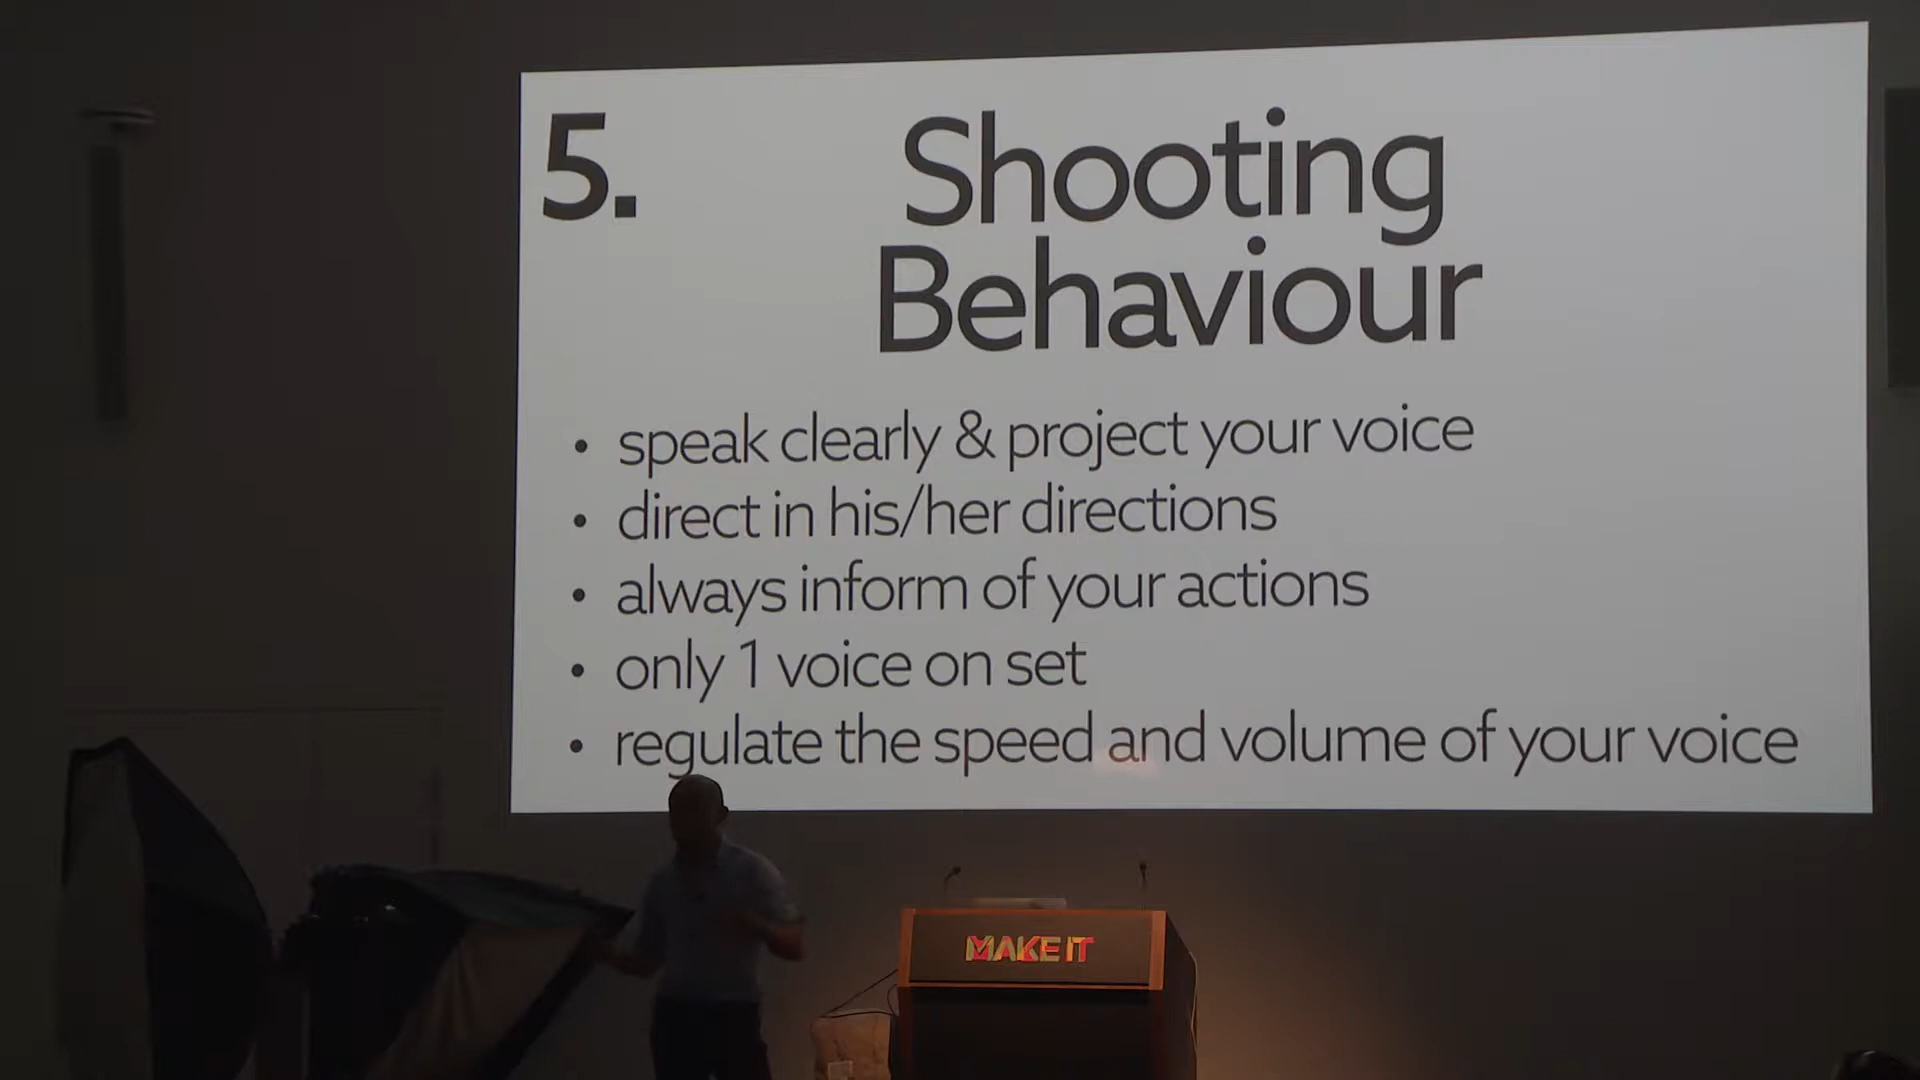 5.
Shooting
Behaviour
• speak clearly & project your voice
• direct in his/her directions
• always inform of your actions
• only 1 voice on set
• regulate the speed and volume of your voice
MAKE IT